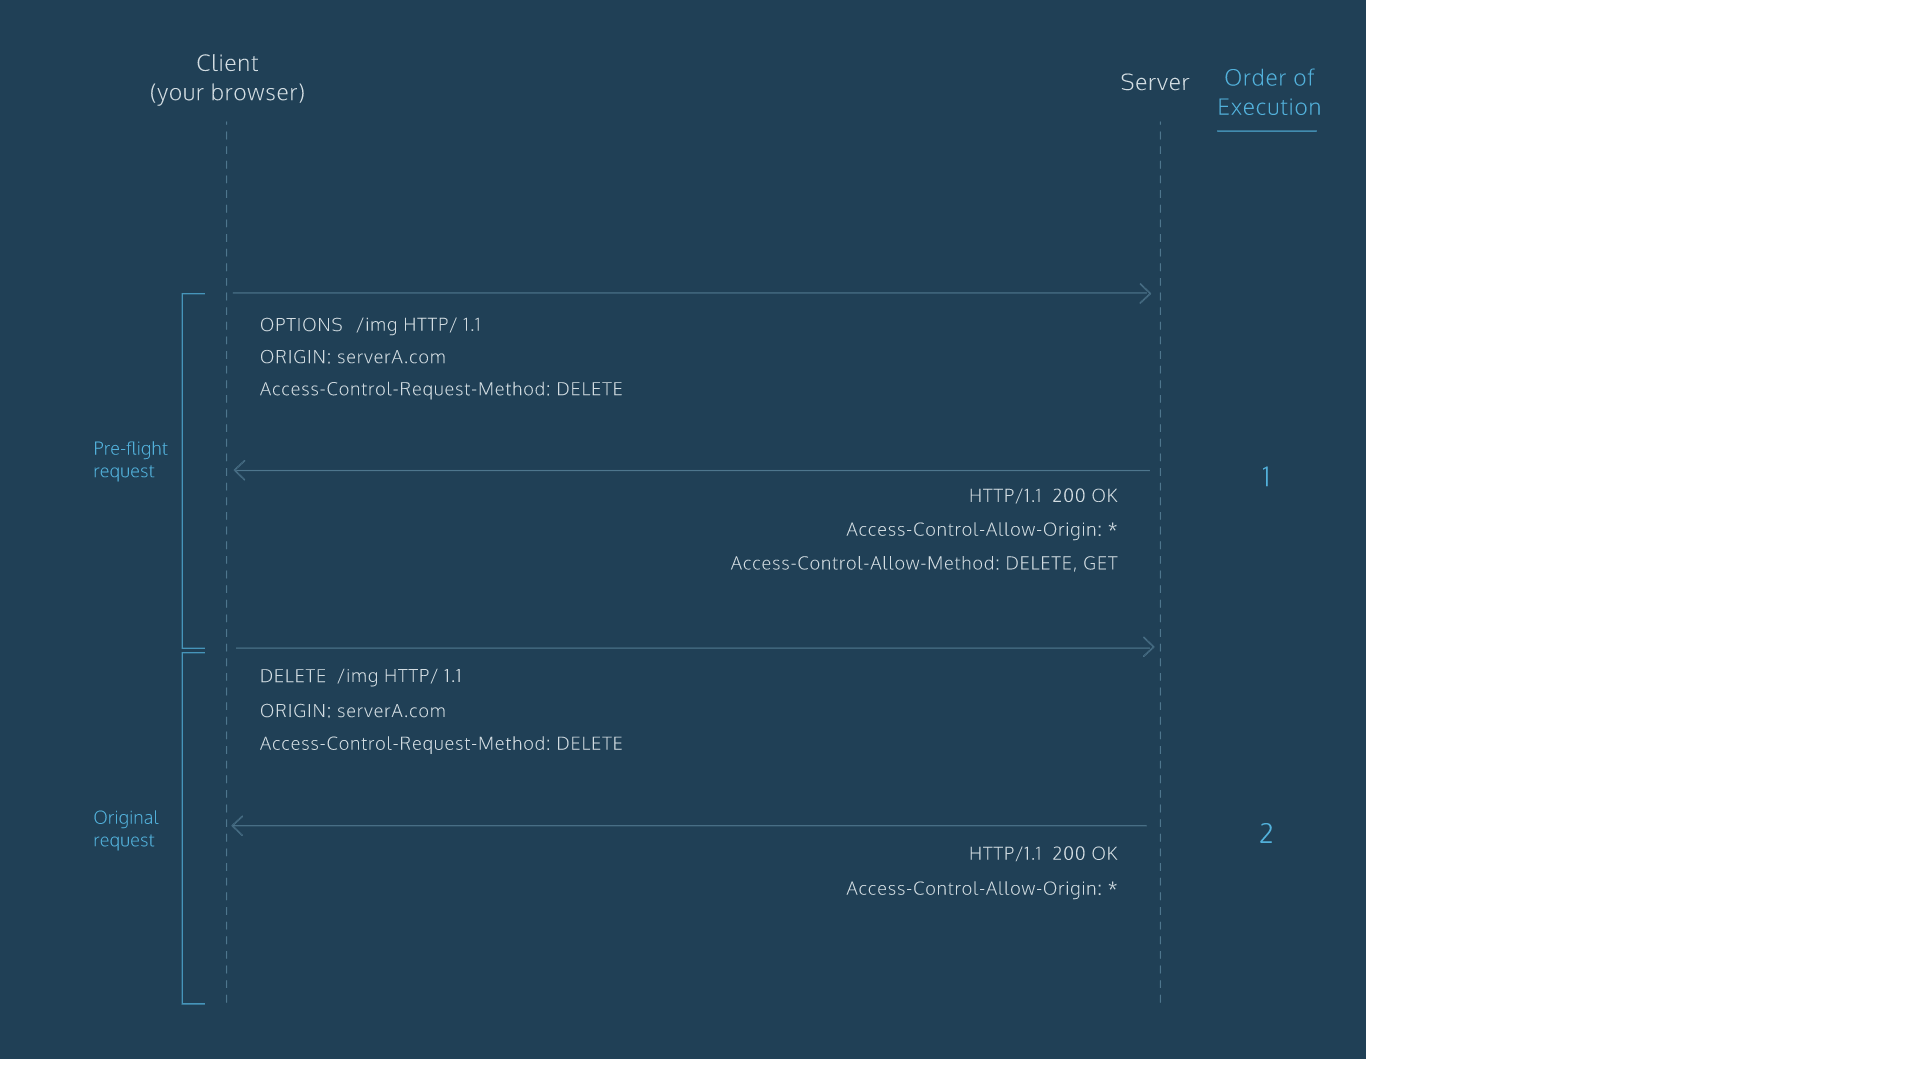 Client
(your browser)
Server
Order of
Execution
OPTIONS /img HTTP/ 1.1
ORIGIN: serverA.com
Access-Control-Request-Method: DELETE
Pre-flight
request
1
HTTP/1.1 200 OK
Access-Control-Allow-Origin: *
Access-Control-Allow-Method: DELETE, GET
DELETE /img HTTP/ 1.1
ORIGIN: serverA.com
Access-Control-Request-Method: DELETE
Original
request
2
HTTP/1.1 200 OK
Access-Control-Allow-Origin: *